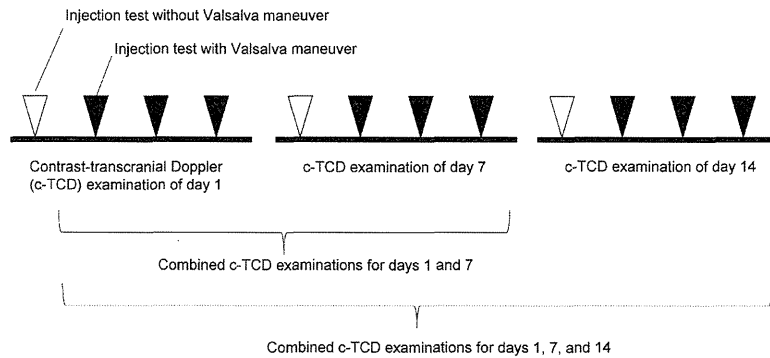 Injection test without Valsalva maneuver
Injection test with Valsalva maneuver
Contrast-transcranial Doppler
(c-TCD) examination of day 1
c-TCD examination of day 7
c-TCD examination of day 14
Combined c-TCD examinations for days 1 and 7
Combined c-TCD examinations for days 1, 7, and 14